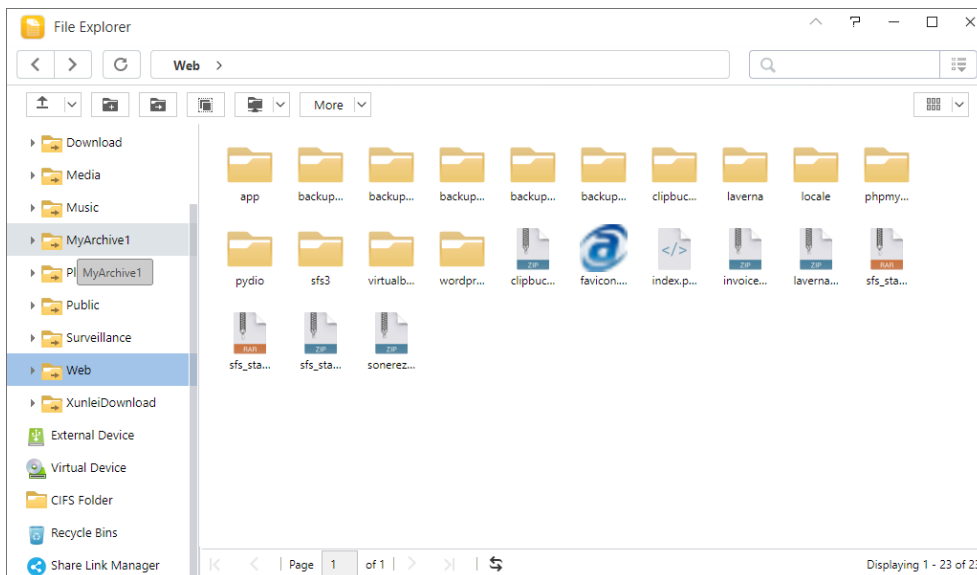 File Explorer
Web >
More
Download
Media
Music
MyArchive1
Pl
MyArchive1
Public
Surveillance
Web
XunleiDownload
External Device
Virtual Device
CIFS Folder
Recycle Bins
Share Link Manager
app backup... backup... backup... backup... backup... clipbuc... laverna locale phpmy...
ZIP </> ZIP ZIP RAR
pydio sfs3 virtualb... wordpr... clipbuc... favicon.... index.p... invoice... laverna... sfs_sta...
RAR ZIP ZIP
sfs_sta... sfs_sta... sonerez...
Page 1 of 1
Displaying 1 - 23 of 23